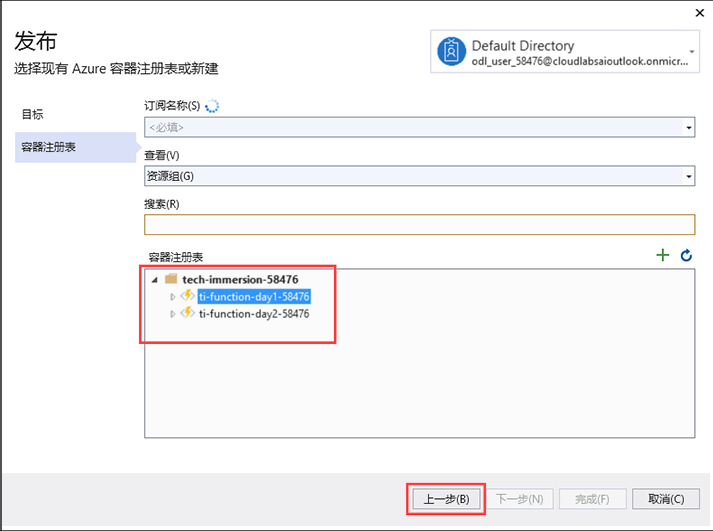 发布
选择现有 Azure 容器注册表或新建
Default Directory
odl_user_58476@cloudlabsaioutlook.onmicr...
目标
容器注册表
订阅名称(S)
<必填>
查看(V)
资源组(G)
搜索(R)
容器注册表
tech-immersion-58476
ti-function-day1-58476
ti-function-day2-58476
上一步(B)
下一步(N)
完成(F)
取消(C)